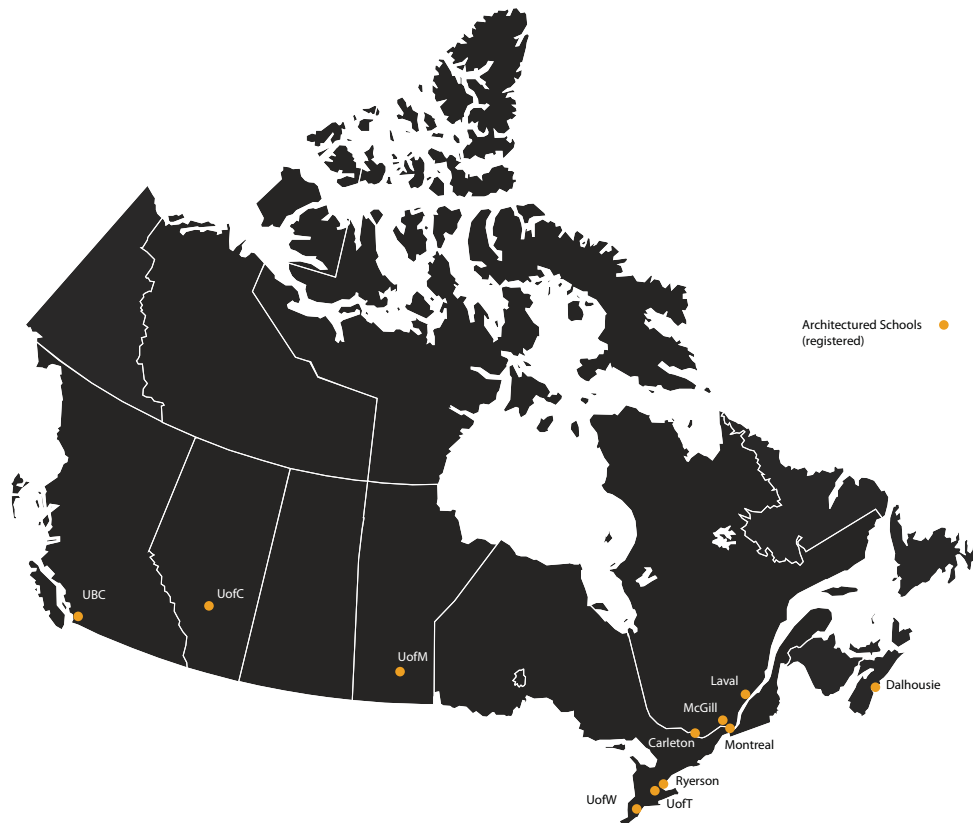 Architectured Schools
(registered)
UBC
UofC
UofM
Laval
Dalhousie
McGill
Carleton
Montreal
Ryerson
UofW
UofT